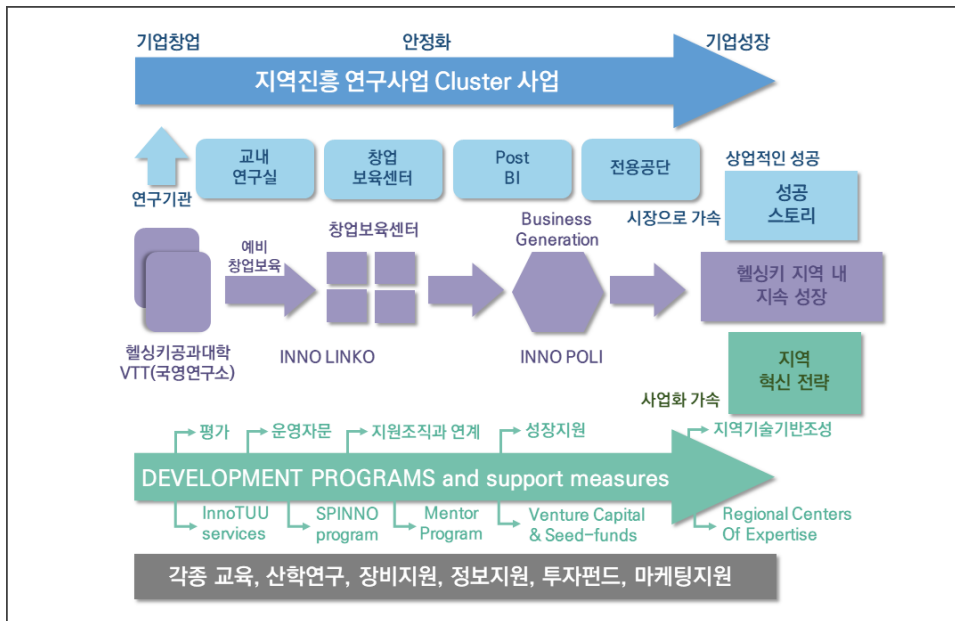 기업창업
안정화
기업성장
지역진흥 연구사업 Cluster 사업
연구기관
교내
연구실
창업
보육센터
Post
BI
전용공단
상업적인 성공
성공
스토리
시장으로 가속
예비
창업보육
창업보육센터
Business
Generation
헬싱키 지역 내
지속 성장
헬싱키공과대학
VTT(국영연구소)
INNO LINKO
INNO POLI
지역
혁신 전략
사업화 가속
평가
운영자문
지원조직과 연계
성장지원
지역기술기반조성
DEVELOPMENT PROGRAMS and support measures
InnoTUU
services
SPINNO
program
Mentor
Program
Venture Capital
& Seed-funds
Regional Centers
Of Expertise
각종 교육, 산학연구, 장비지원, 정보지원, 투자펀드, 마케팅지원